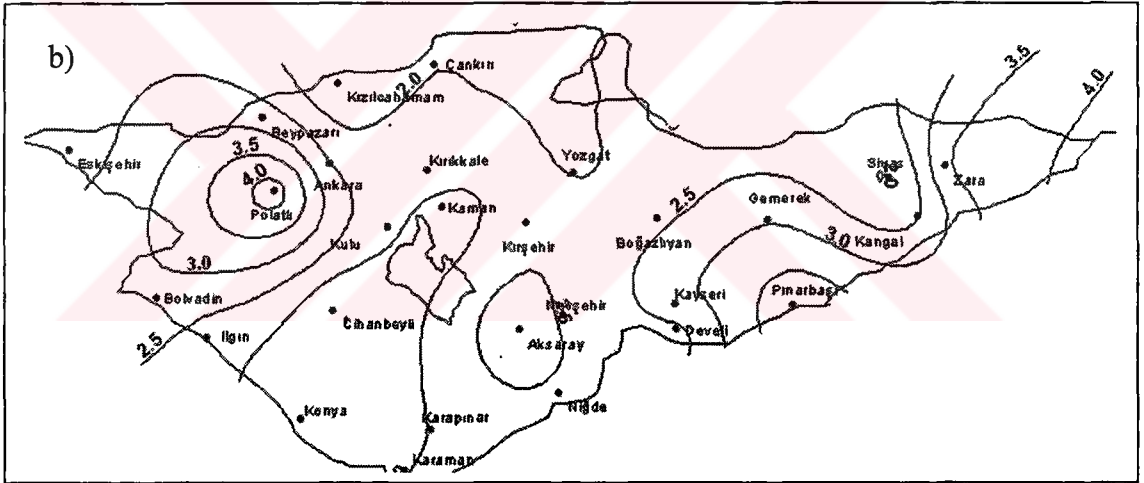 b)
Çankırı
2.0
Kızılcahamam
3.5
4.0
Beypazarı
Eskişehir
3.5
4.0
Ankara
Polatlı
Kırıkkale
Yozgat
Sivas
Zara
Kaman
2.5
Gemerek
Kulu
Kırşehir
Boğazlıyan
3.0
Kangal
3.0
Bolvadin
Cihanbeyli
Kayseri
Pınarbaşı
2.5
Ilgın
Aksaray
Develi
Konya
Karapınar
Niğde
Karaman